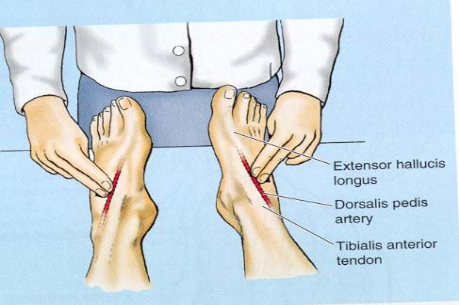 Extensor hallucis
longus
Dorsalis pedis
artery
Tibialis anterior
tendon